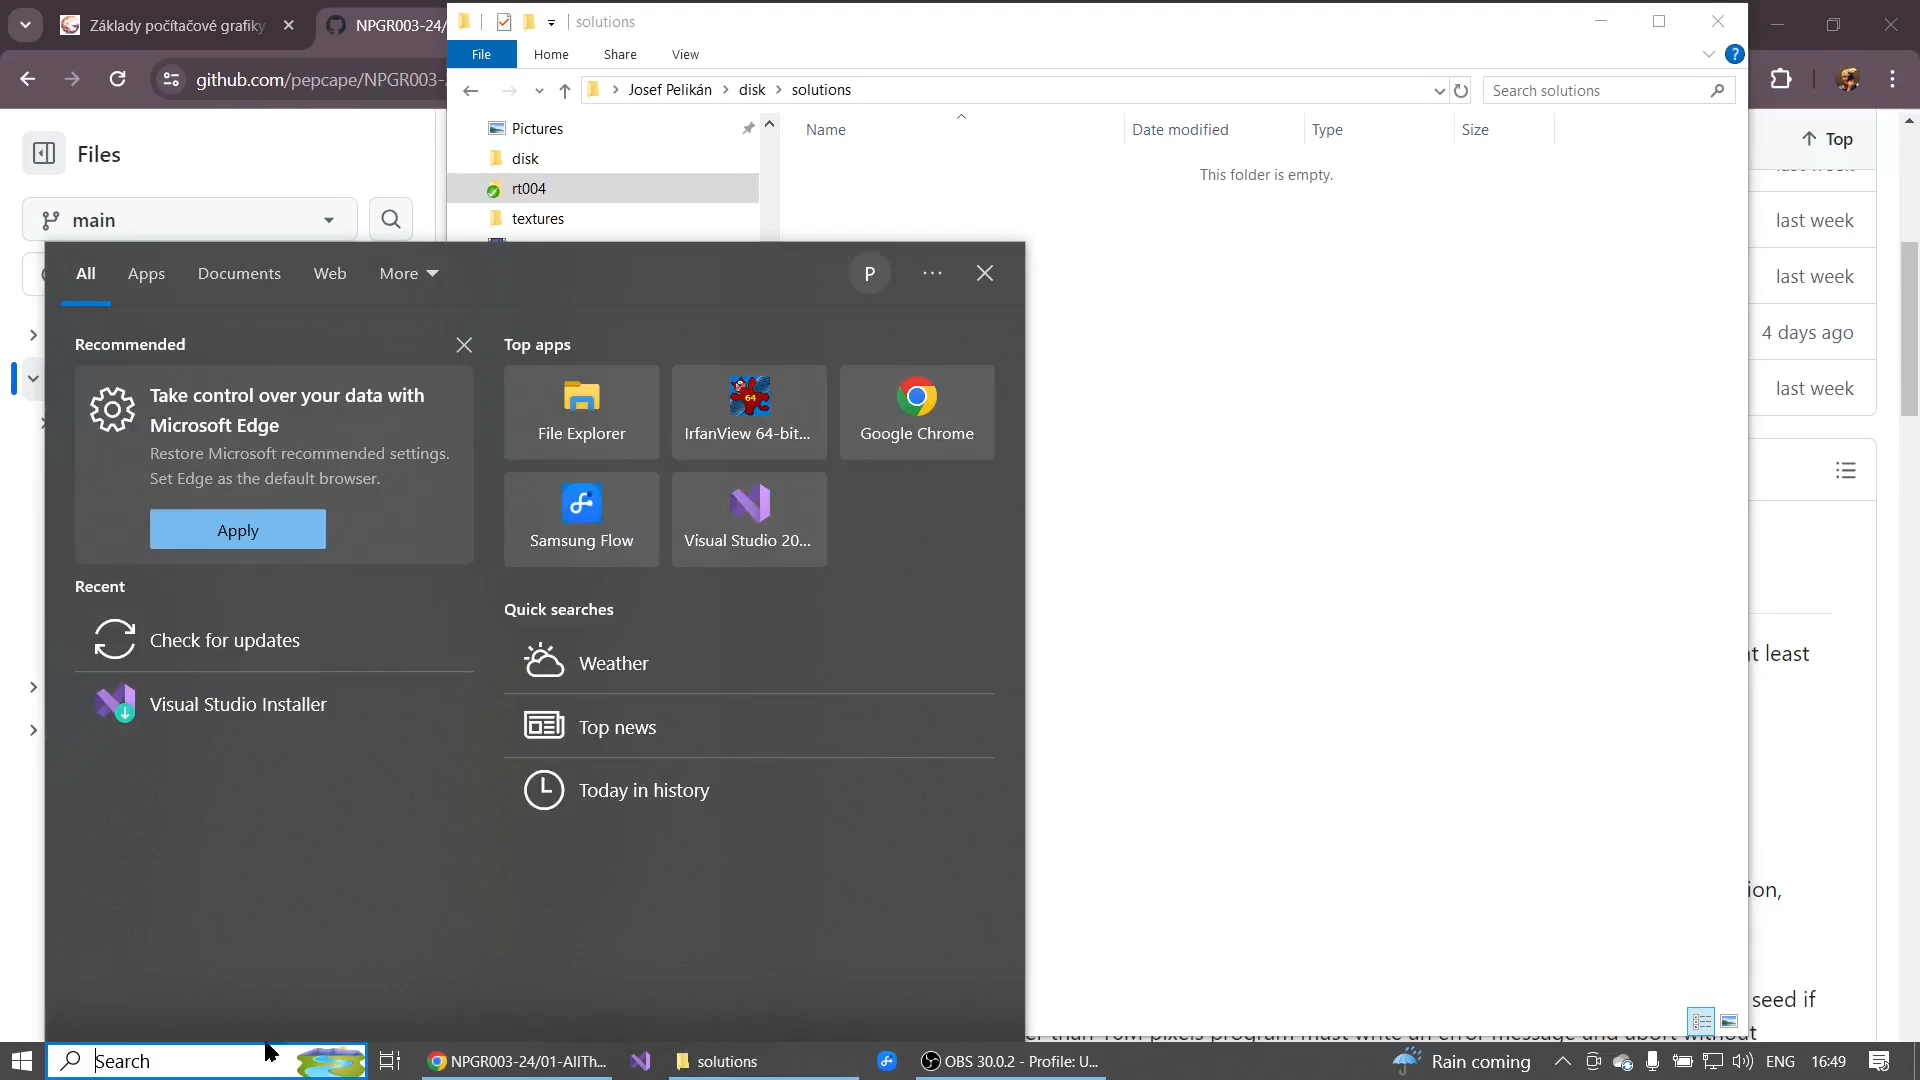 Základy počítačové grafiky
NPGR003-24/
github.com/pepcape/NPGR003-
solutions
File
Home
Share
View
Josef Pelikán
disk
solutions
Search solutions
Pictures
disk
rt004
textures
Name
Date modified
Type
Size
This folder is empty.
Top
last week
last week
4 days ago
last week
Files
main
All
Apps
Documents
Web
More
P
Recommended
Take control over your data with
Microsoft Edge
Restore Microsoft recommended settings.
Set Edge as the default browser.
Apply
Recent
Check for updates
Visual Studio Installer
Top apps
File Explorer
64
IrfanView 64-bit...
Google Chrome
Samsung Flow
Visual Studio 20...
Quick searches
Weather
Top news
Today in history
at least
ion,
seed if
Search
NPGR003-24/01-AllTh...
solutions
OBS 30.0.2 - Profile: U...
Rain coming
ENG
16:49